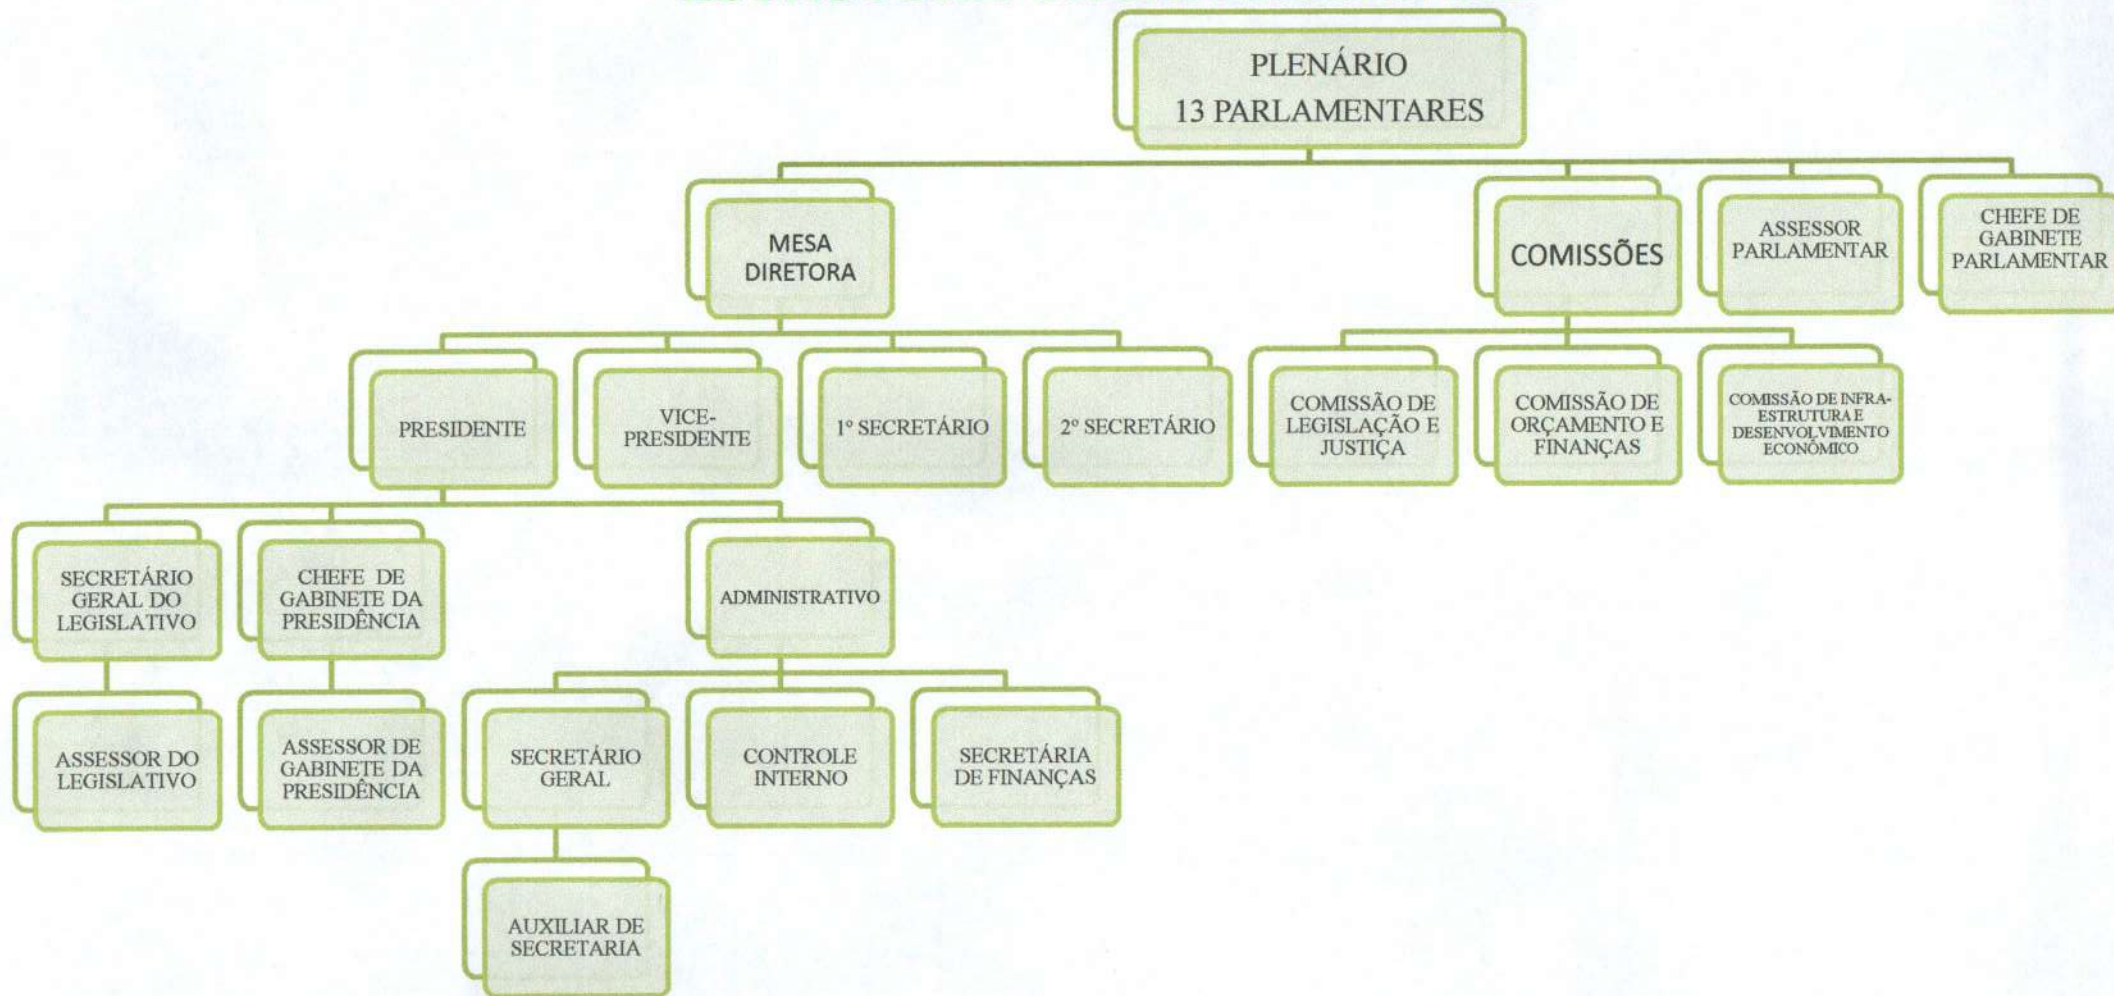 PLENÁRIO
13 PARLAMENTARES
MESA
DIRETORA
COMISSÕES
ASSESSOR
PARLAMENTAR
CHEFE DE
GABINETE
PARLAMENTAR
PRESIDENTE
VICE-
PRESIDENTE
1º SECRETÁRIO
2º SECRETÁRIO
COMISSÃO DE
LEGISLAÇÃO E
JUSTIÇA
COMISSÃO DE
ORÇAMENTO E
FINANÇAS
COMISSÃO DE INFRA-
ESTRUTURA E
DESENVOLVIMENTO
ECONÔMICO
SECRETÁRIO
GERAL DO
LEGISLATIVO
CHEFE DE
GABINETE DA
PRESIDÊNCIA
ADMINISTRATIVO
ASSESSOR DO
LEGISLATIVO
ASSESSOR DE
GABINETE DA
PRESIDÊNCIA
SECRETÁRIO
GERAL
CONTROLE
INTERNO
SECRETÁRIA
DE FINANÇAS
AUXILIAR DE
SECRETARIA